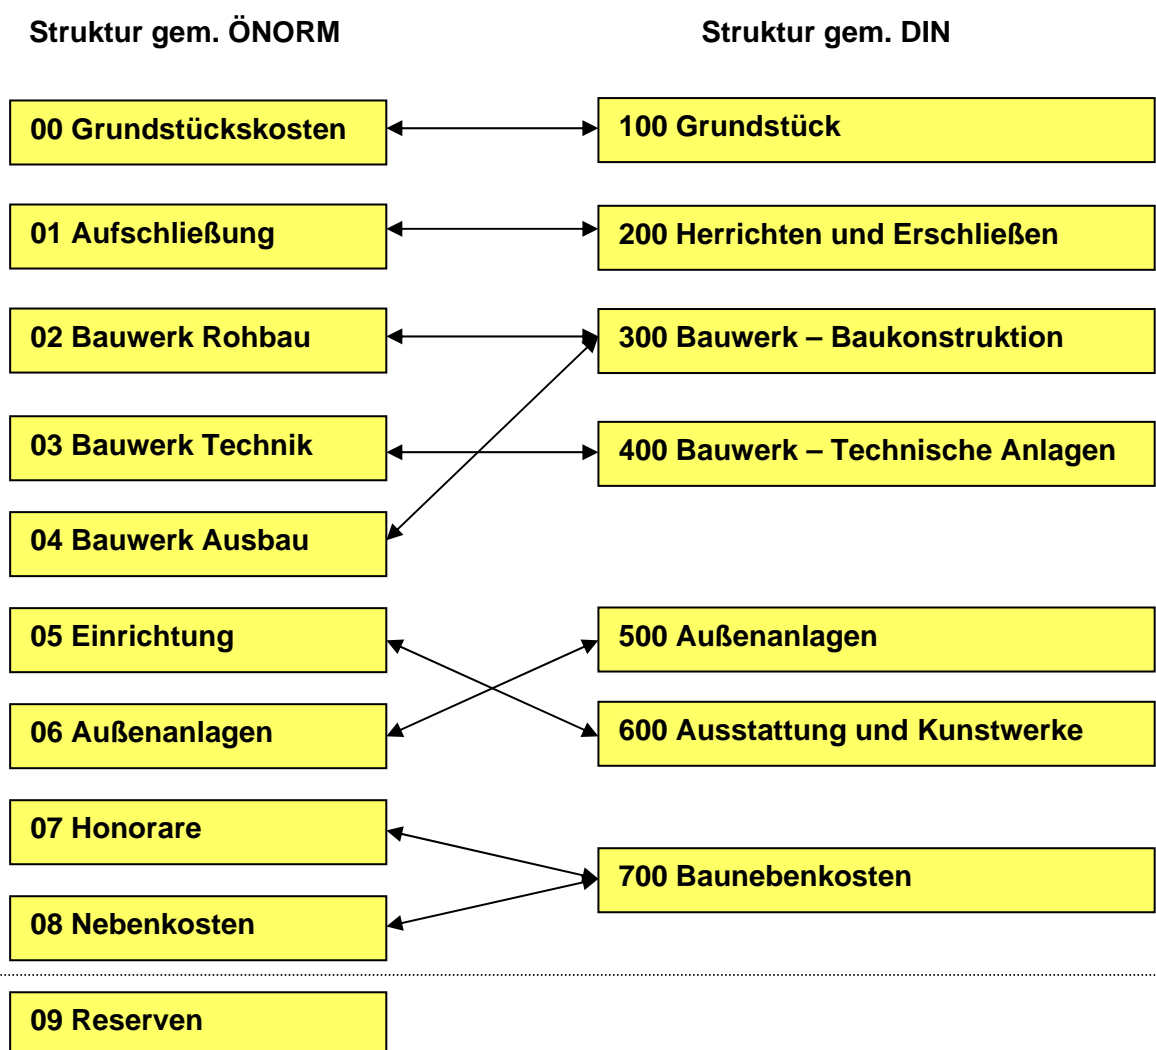 Struktur gem. ÖNORM
Struktur gem. DIN
00 Grundstückskosten
100 Grundstück
01 Aufschließung
200 Herrichten und Erschließen
02 Bauwerk Rohbau
300 Bauwerk – Baukonstruktion
03 Bauwerk Technik
400 Bauwerk – Technische Anlagen
04 Bauwerk Ausbau
05 Einrichtung
500 Außenanlagen
06 Außenanlagen
600 Ausstattung und Kunstwerke
07 Honorare
700 Baunebenkosten
08 Nebenkosten
09 Reserven